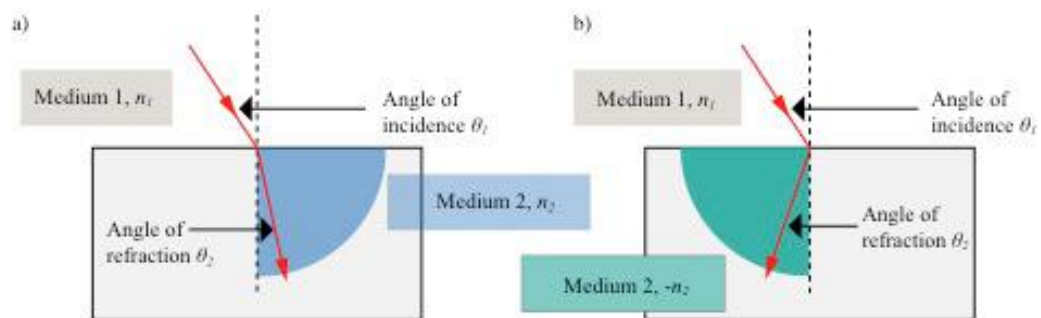 a)
Medium 1, n₁
Angle of
incidence θ₁
Medium 2, n₂
Angle of
refraction θ₂
b)
Medium 1, n₁
Angle of
incidence θ₁
Angle of
refraction θ₂
Medium 2, -n₂